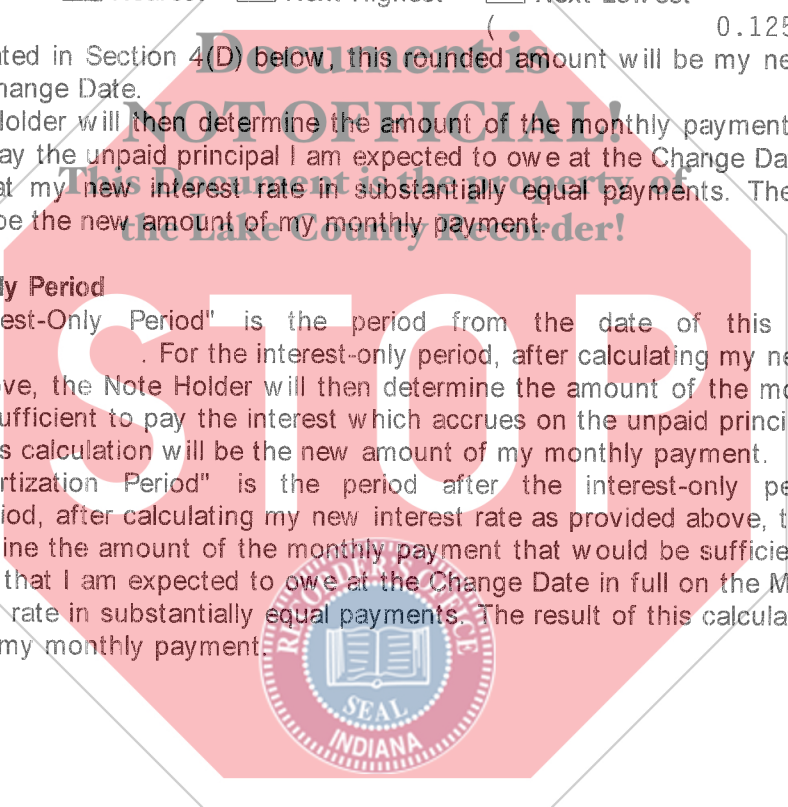 Next Highest Next Lowest
( 0.125
ted in Section 4(D) below, this rounded amount will be my ne
hange Date.
Holder will then determine the amount of the monthly payment
ay the unpaid principal I am expected to owe at the Change Da
at my new interest rate in substantially equal payments. The
be the new amount of my monthly payment.
Document is
NOT OFFICIAL!
This Document is the property of
the Lake County Recorder!
ly Period
est-Only Period" is the period from the date of this
. For the interest-only period, after calculating my ne
ove, the Note Holder will then determine the amount of the mo
ufficient to pay the interest which accrues on the unpaid princi
s calculation will be the new amount of my monthly payment.
rtization Period" is the period after the interest-only pe
iod, after calculating my new interest rate as provided above, t
ine the amount of the monthly payment that would be sufficie
that I am expected to owe at the Change Date in full on the M
rate in substantially equal payments. The result of this calcula
my monthly payment.
STOP
RECORDER'S OFFICE
SEAL
INDIANA